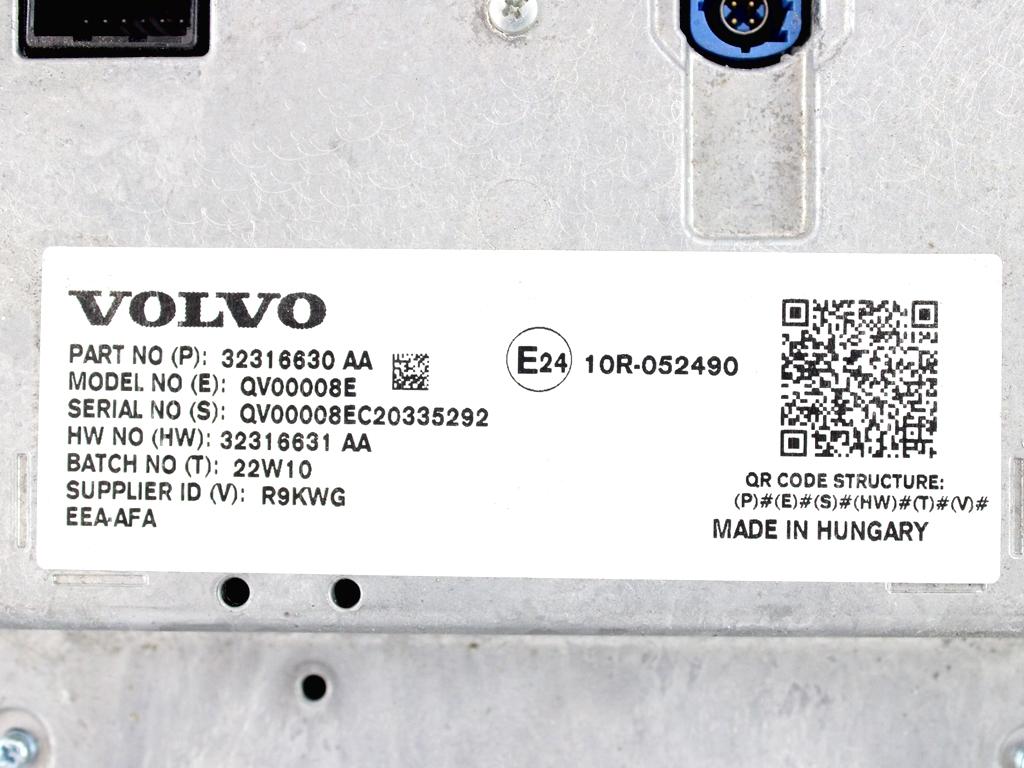 VOLVO
PART NO (P): 32316630 AA
MODEL NO (E): QV00008E
SERIAL NO (S): QV00008EC20335292
HW NO (HW): 32316631 AA
BATCH NO (T): 22W10
SUPPLIER ID (V): R9KWG
EEA-AFA
E24 10R-052490
QR CODE STRUCTURE:
(P)#(E)#(S)#(HW)#(T)#(V)#
MADE IN HUNGARY